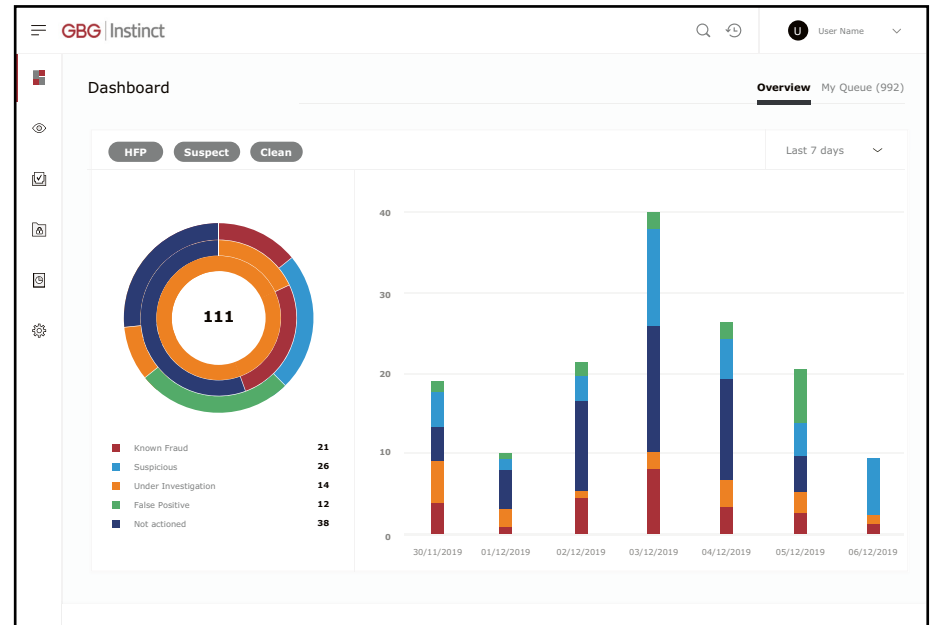 GBG Instinct
U User Name
Dashboard
Overview My Queue (992)
HFP Suspect Clean
Last 7 days
111
Known Fraud 21
Suspicious 26
Under Investigation 14
False Positive 12
Not actioned 38
40
30
20
10
0
30/11/2019 01/12/2019 02/12/2019 03/12/2019 04/12/2019 05/12/2019 06/12/2019